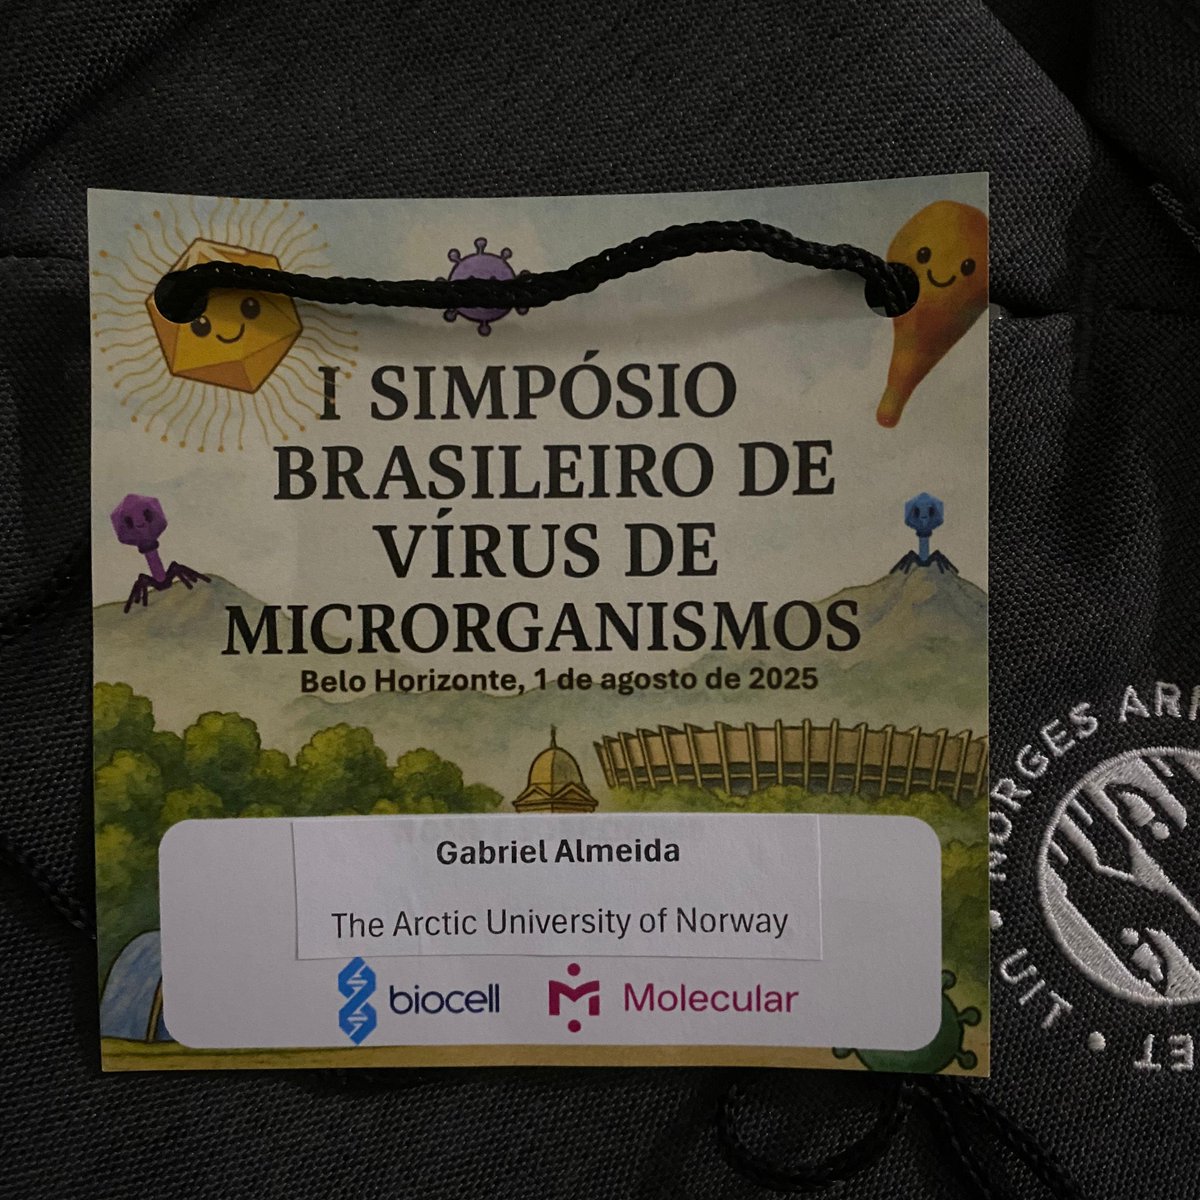 I SIMPÓSIO
BRASILEIRO DE
VÍRUS DE
MICRORGANISMOS
Belo Horizonte, 1 de agosto de 2025
Gabriel Almeida
The Arctic University of Norway
biocell
Molecular
NORGES
UiT